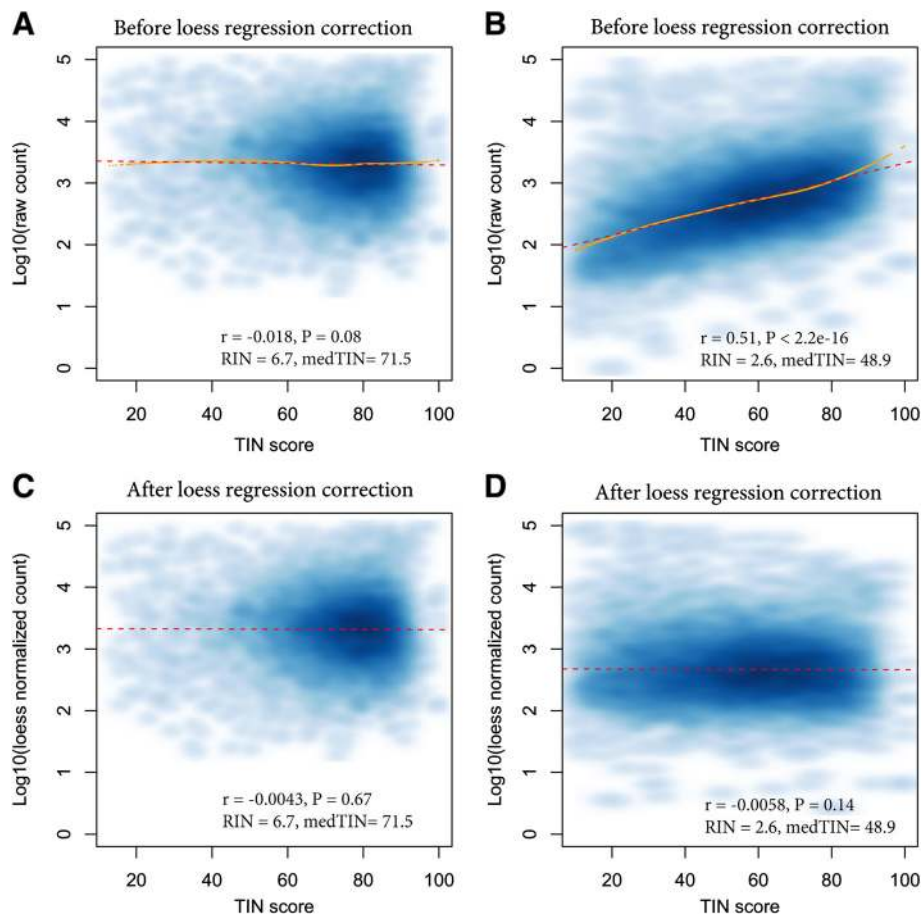 A
Before loess regression correction
Log10(raw count)
5
4
3
2
1
0
r = -0.018, P = 0.08
RIN = 6.7, medTIN= 71.5
20 40 60 80 100
TIN score
B
Before loess regression correction
Log10(raw count)
5
4
3
2
1
0
r = 0.51, P < 2.2e-16
RIN = 2.6, medTIN= 48.9
20 40 60 80 100
TIN score
C
After loess regression correction
Log10(loess normalized count)
5
4
3
2
1
0
r = -0.0043, P = 0.67
RIN = 6.7, medTIN= 71.5
20 40 60 80 100
TIN score
D
After loess regression correction
Log10(loess normalized count)
5
4
3
2
1
0
r = -0.0058, P = 0.14
RIN = 2.6, medTIN= 48.9
20 40 60 80 100
TIN score